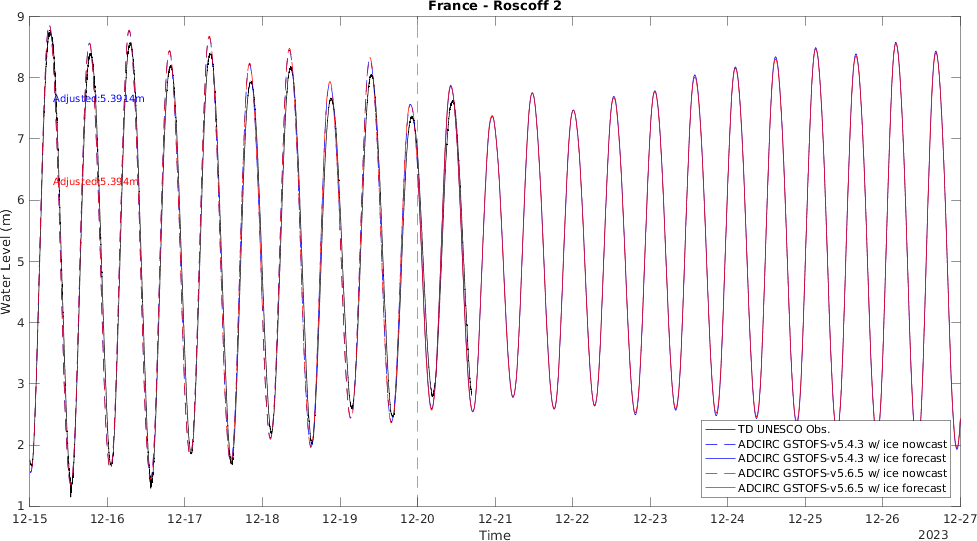 France - Roscoff 2
9
8
7
6
5
4
3
2
1
Water Level (m)
Adjusted:5.3914m
Adjusted:5.394m
TD UNESCO Obs.
ADCIRC GSTOFS-v5.4.3 w/ ice nowcast
ADCIRC GSTOFS-v5.4.3 w/ ice forecast
ADCIRC GSTOFS-v5.6.5 w/ ice nowcast
ADCIRC GSTOFS-v5.6.5 w/ ice forecast
12-15 12-16 12-17 12-18 12-19 12-20 12-21 12-22 12-23 12-24 12-25 12-26 12-27
Time
2023